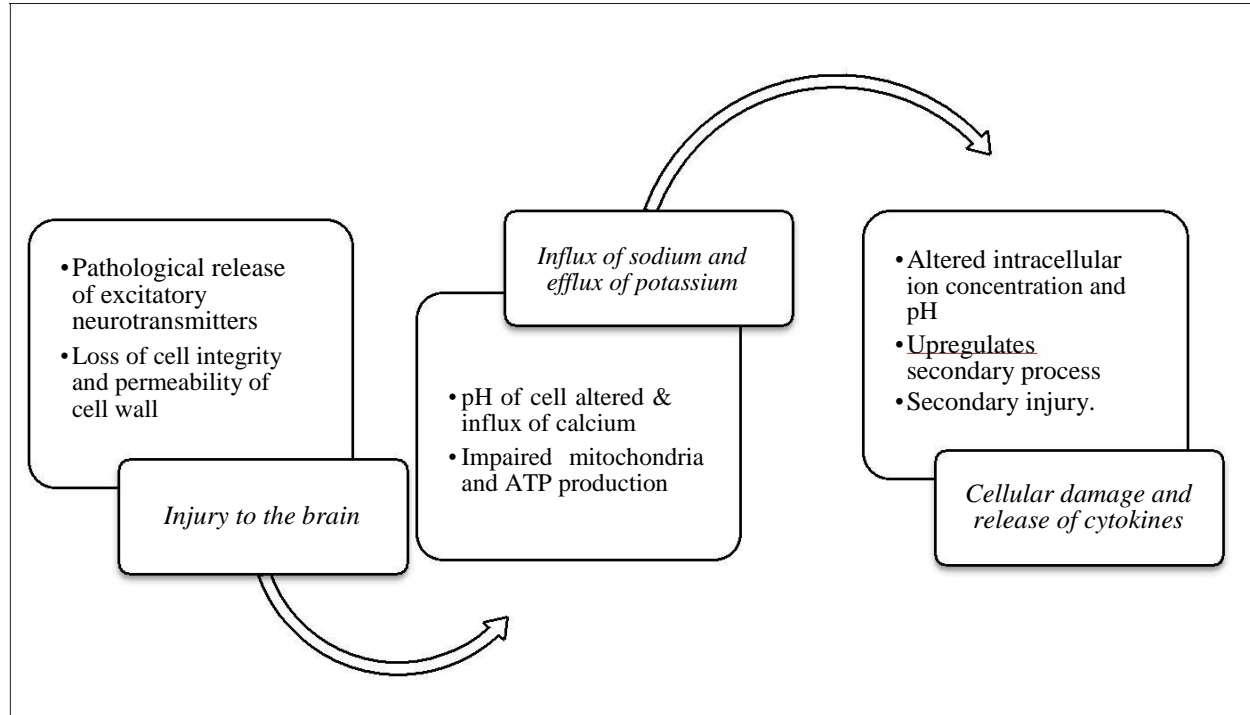 •Pathological release
of excitatory
neurotransmitters
•Loss of cell integrity
and permeability of
cell wall
Injury to the brain
Influx of sodium and
efflux of potassium
• pH of cell altered &
influx of calcium
• Impaired mitochondria
and ATP production
•Altered intracellular
ion concentration and
pH
•Upregulates
secondary process
•Secondary injury.
Cellular damage and
release of cytokines